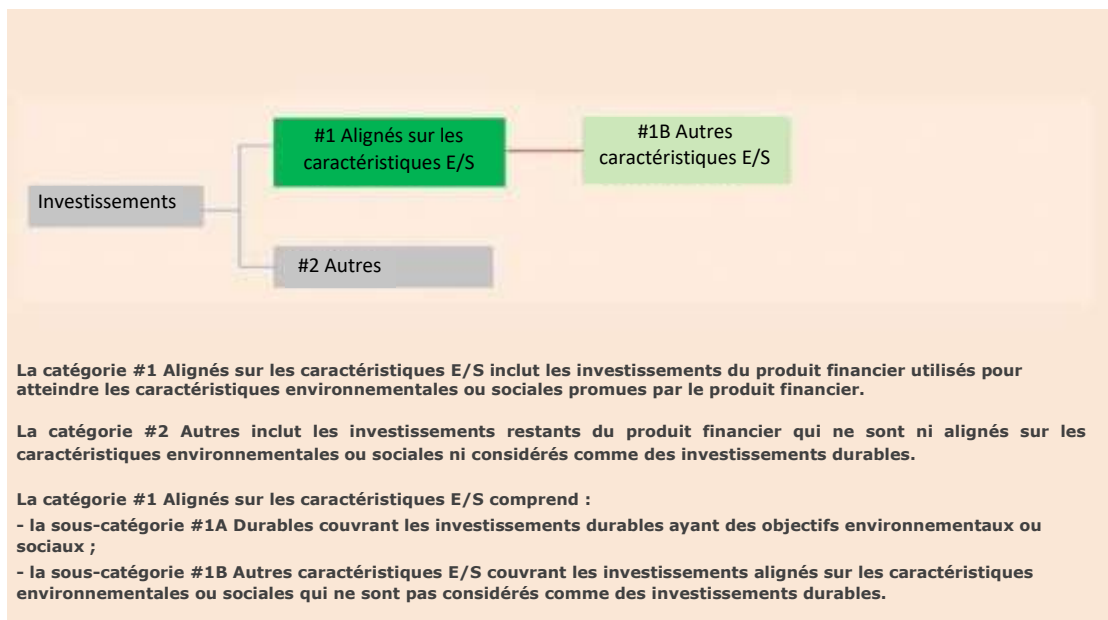 #1 Alignés sur les
caractéristiques E/S
#1B Autres
caractéristiques E/S
Investissements
#2 Autres
La catégorie #1 Alignés sur les caractéristiques E/S inclut les investissements du produit financier utilisés pour
atteindre les caractéristiques environnementales ou sociales promues par le produit financier.
La catégorie #2 Autres inclut les investissements restants du produit financier qui ne sont ni alignés sur les
caractéristiques environnementales ou sociales ni considérés comme des investissements durables.
La catégorie #1 Alignés sur les caractéristiques E/S comprend :
- la sous-catégorie #1A Durables couvrant les investissements durables ayant des objectifs environnementaux ou
sociaux ;
- la sous-catégorie #1B Autres caractéristiques E/S couvrant les investissements alignés sur les caractéristiques
environnementales ou sociales qui ne sont pas considérés comme des investissements durables.